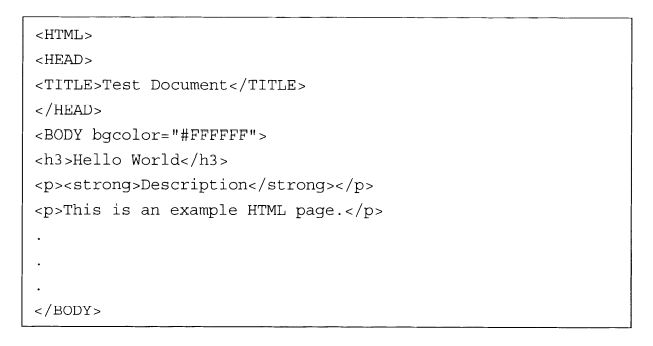 <HTML>
<HEAD>
<TITLE>Test Document</TITLE>
</HEAD>
<BODY bgcolor="#FFFFFF">
<h3>Hello World</h3>
<p><strong>Description</strong></p>
<p>This is an example HTML page.</p>
.
.
.
</BODY>